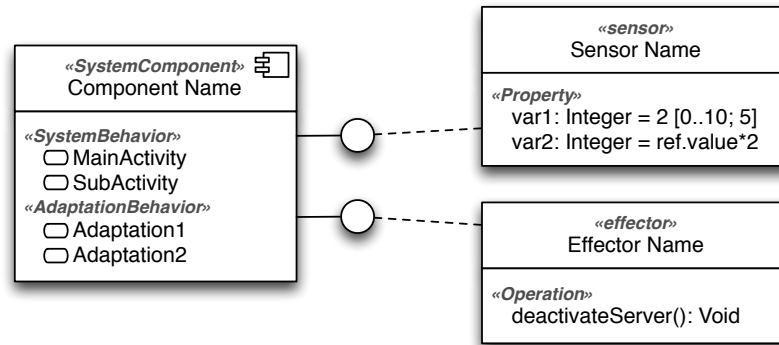 «SystemComponent»
Component Name
«SystemBehavior»
MainActivity
SubActivity
«AdaptationBehavior»
Adaptation1
Adaptation2
«sensor»
Sensor Name
«Property»
var1: Integer = 2 [0..10; 5]
var2: Integer = ref.value*2
«effector»
Effector Name
«Operation»
deactivateServer(): Void